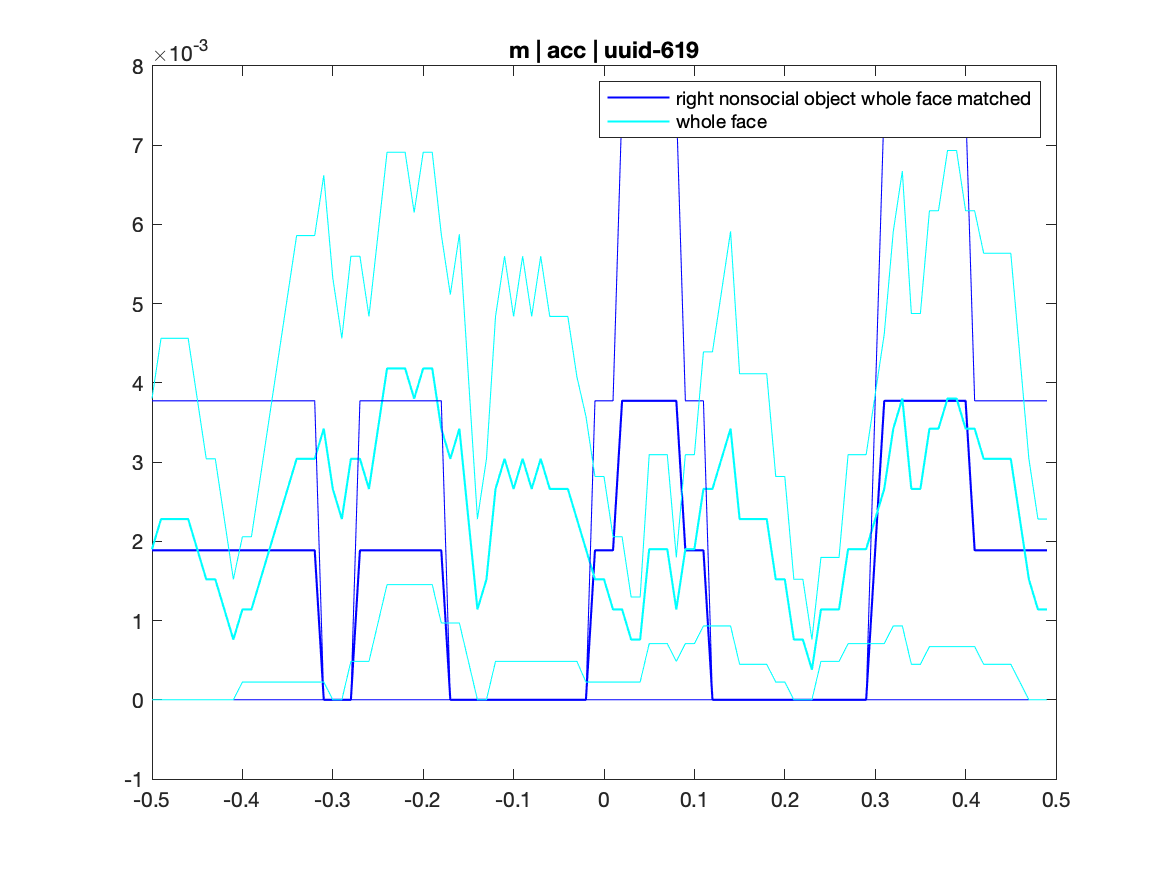 m | acc | uuid-619
×10^-3
right nonsocial object whole face matched
whole face
8
7
6
5
4
3
2
1
0
-1
-0.5 -0.4 -0.3 -0.2 -0.1 0 0.1 0.2 0.3 0.4 0.5